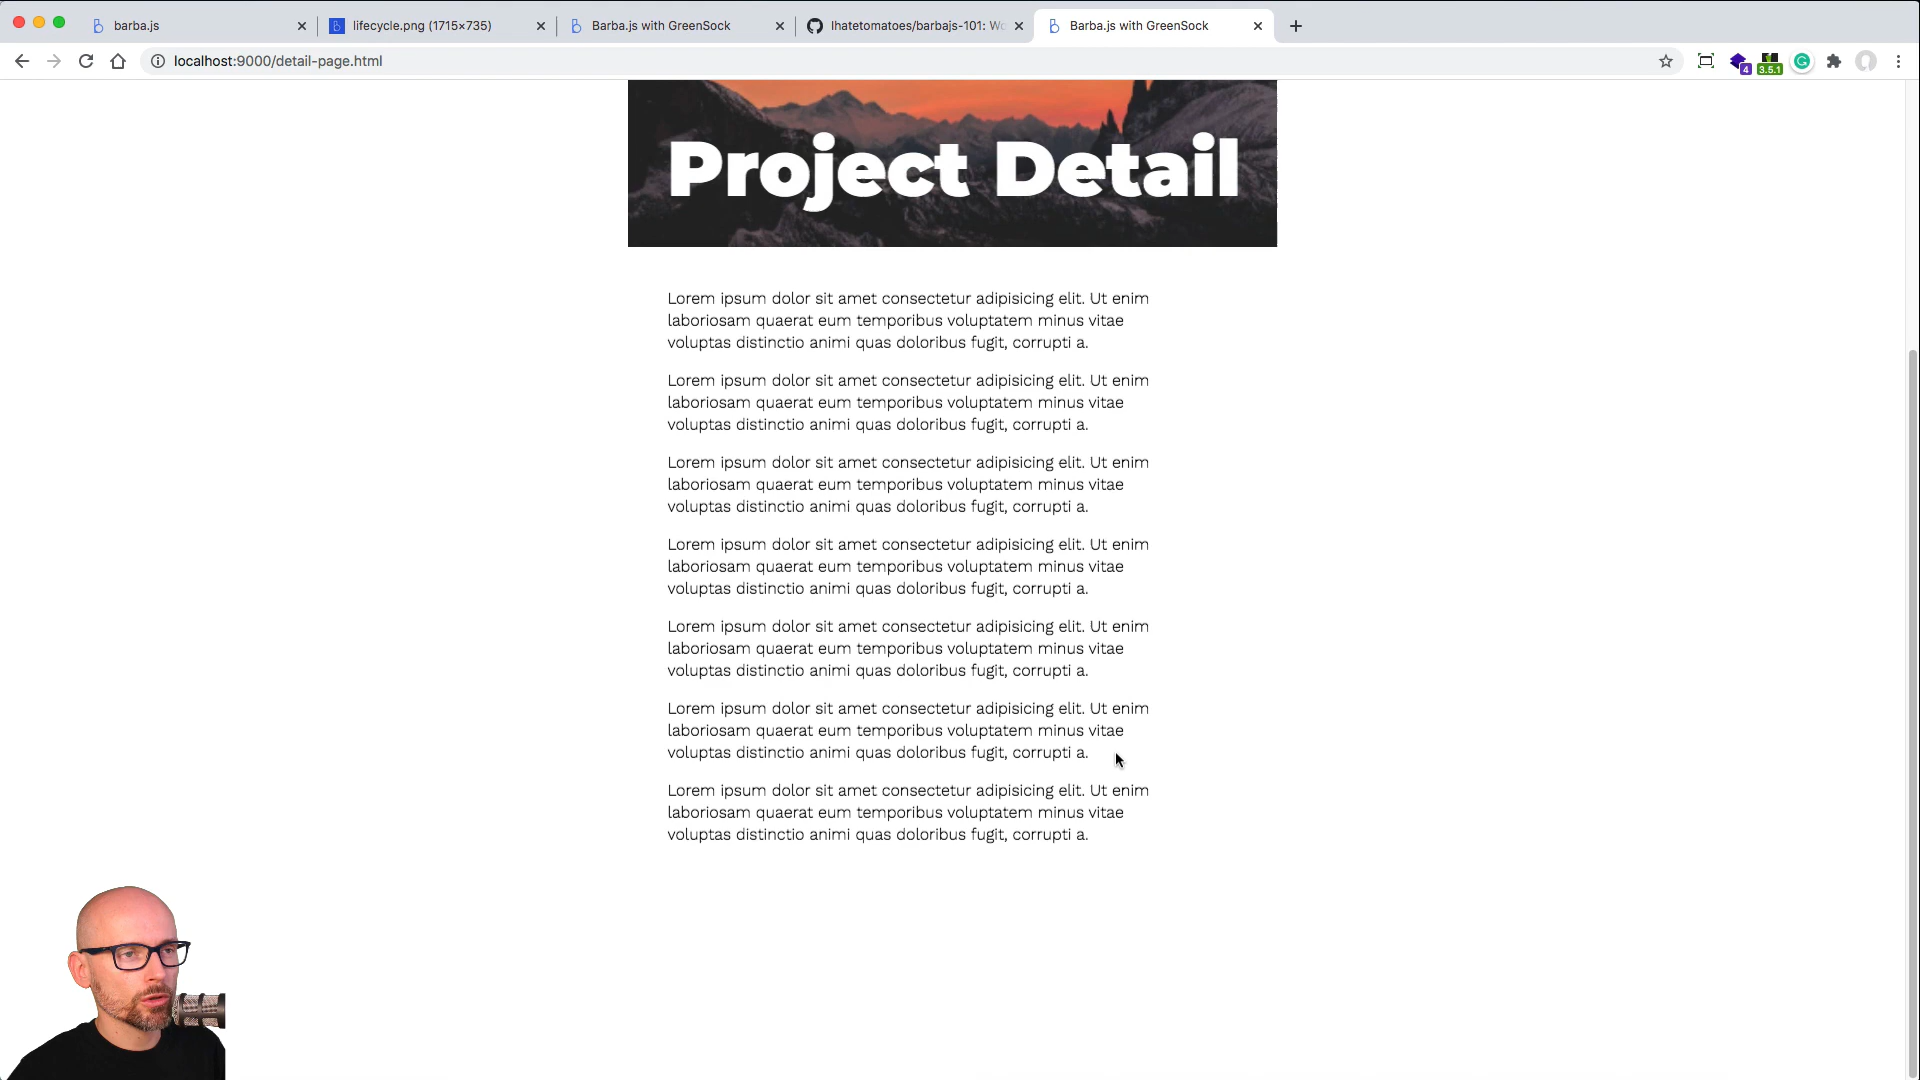 barba.js
lifecycle.png (1715×735)
Barba.js with GreenSock
Ihatetomatoes/barbajs-101: Wo
Barba.js with GreenSock
localhost:9000/detail-page.html
4
3.5.1
Project Detail
Lorem ipsum dolor sit amet consectetur adipisicing elit. Ut enim
laboriosam quaerat eum temporibus voluptatem minus vitae
voluptas distinctio animi quas doloribus fugit, corrupti a.
Lorem ipsum dolor sit amet consectetur adipisicing elit. Ut enim
laboriosam quaerat eum temporibus voluptatem minus vitae
voluptas distinctio animi quas doloribus fugit, corrupti a.
Lorem ipsum dolor sit amet consectetur adipisicing elit. Ut enim
laboriosam quaerat eum temporibus voluptatem minus vitae
voluptas distinctio animi quas doloribus fugit, corrupti a.
Lorem ipsum dolor sit amet consectetur adipisicing elit. Ut enim
laboriosam quaerat eum temporibus voluptatem minus vitae
voluptas distinctio animi quas doloribus fugit, corrupti a.
Lorem ipsum dolor sit amet consectetur adipisicing elit. Ut enim
laboriosam quaerat eum temporibus voluptatem minus vitae
voluptas distinctio animi quas doloribus fugit, corrupti a.
Lorem ipsum dolor sit amet consectetur adipisicing elit. Ut enim
laboriosam quaerat eum temporibus voluptatem minus vitae
voluptas distinctio animi quas doloribus fugit, corrupti a.
Lorem ipsum dolor sit amet consectetur adipisicing elit. Ut enim
laboriosam quaerat eum temporibus voluptatem minus vitae
voluptas distinctio animi quas doloribus fugit, corrupti a.